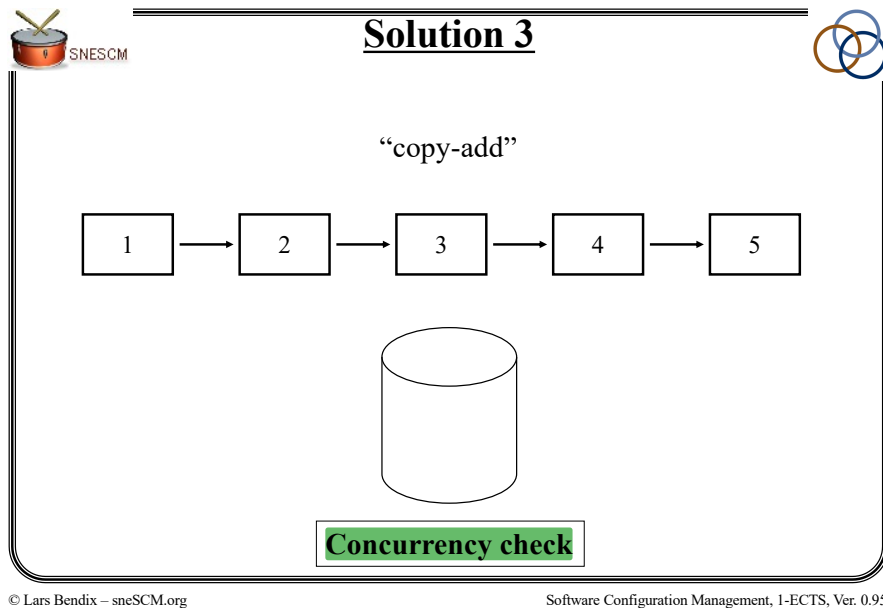 SNESCM
Solution 3
“copy-add”
1 2 3 4 5
Concurrency check
© Lars Bendix – sneSCM.org
Software Configuration Management, 1-ECTS, Ver. 0.95